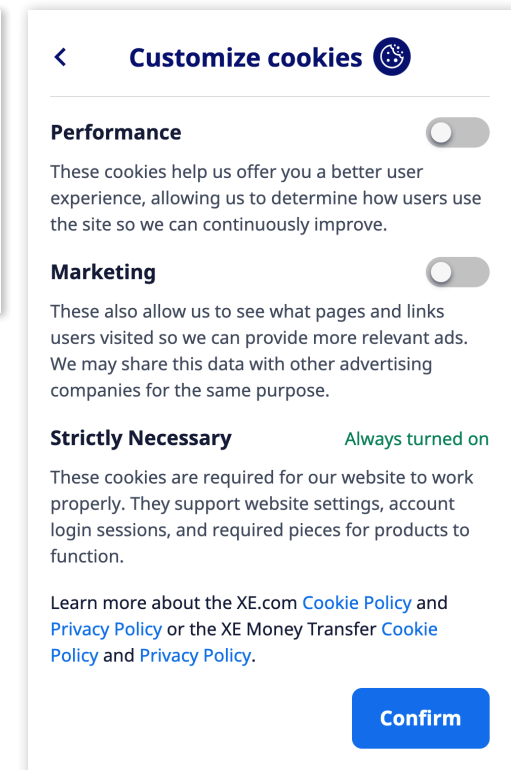 Customize cookies
Performance
These cookies help us offer you a better user
experience, allowing us to determine how users use
the site so we can continuously improve.
Marketing
These also allow us to see what pages and links
users visited so we can provide more relevant ads.
We may share this data with other advertising
companies for the same purpose.
Strictly Necessary Always turned on
These cookies are required for our website to work
properly. They support website settings, account
login sessions, and required pieces for products to
function.
Learn more about the XE.com Cookie Policy and
Privacy Policy or the XE Money Transfer Cookie
Policy and Privacy Policy.
Confirm